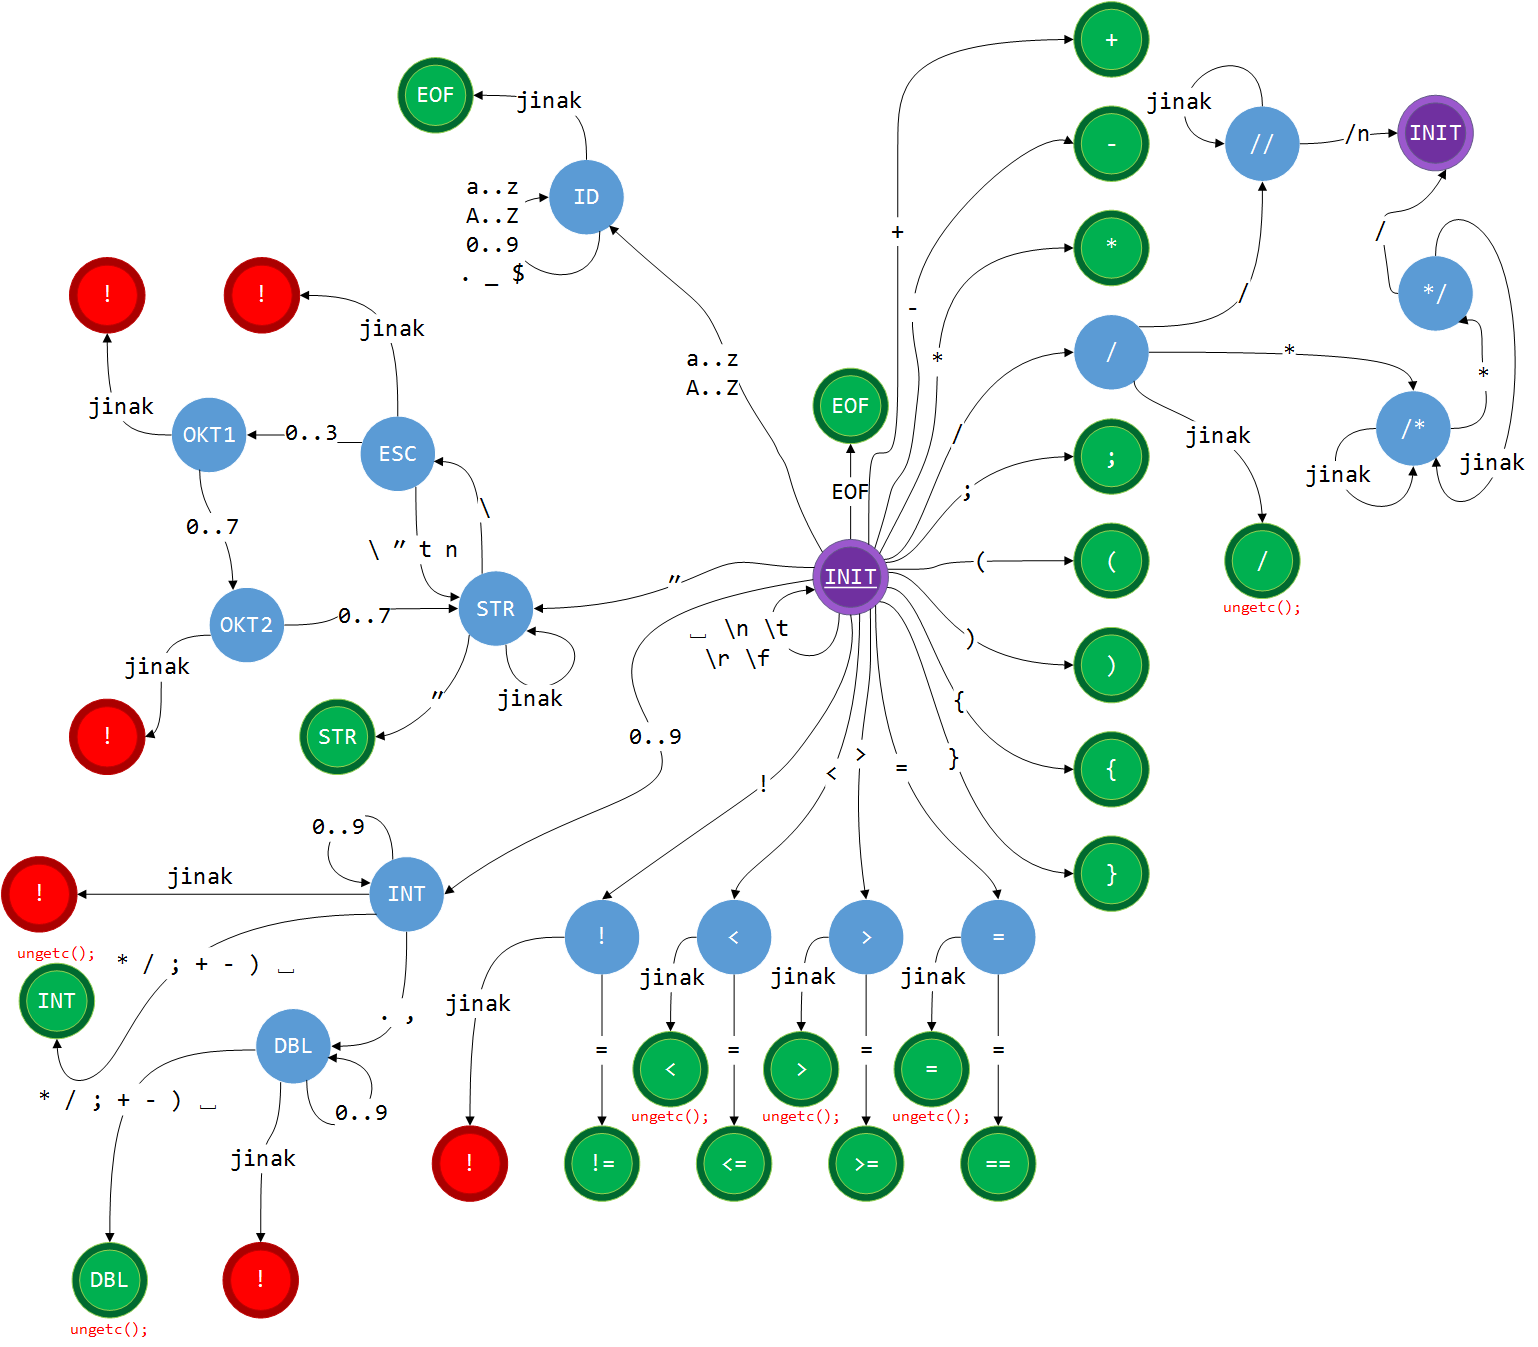 +
EOF
jinak
jinak
//
/n
INIT
-
a..z
A..Z
0..9
. _ $
ID
+
*
/
!
!
jinak
-
/
*/
a..z
A..Z
*
/
*
*
jinak
OKT1
0..3
ESC
EOF
/
jinak
/*
jinak
jinak
;
EOF
;
\
0..7
\ ” t n
(
(
/
ungetc();
”
INIT
OKT2
0..7
STR
␣ \n \t
\r \f
)
)
jinak
”
jinak
{
!
STR
0..9
!
<
>
=
}
{
0..9
}
!
jinak
INT
!
<
>
=
ungetc();
* / ; + - ) ␣
INT
. ,
jinak
jinak
jinak
jinak
DBL
=
=
=
=
<
>
=
* / ; + - ) ␣
0..9
ungetc();
ungetc();
ungetc();
jinak
!
!=
<=
>=
==
DBL
!
ungetc();